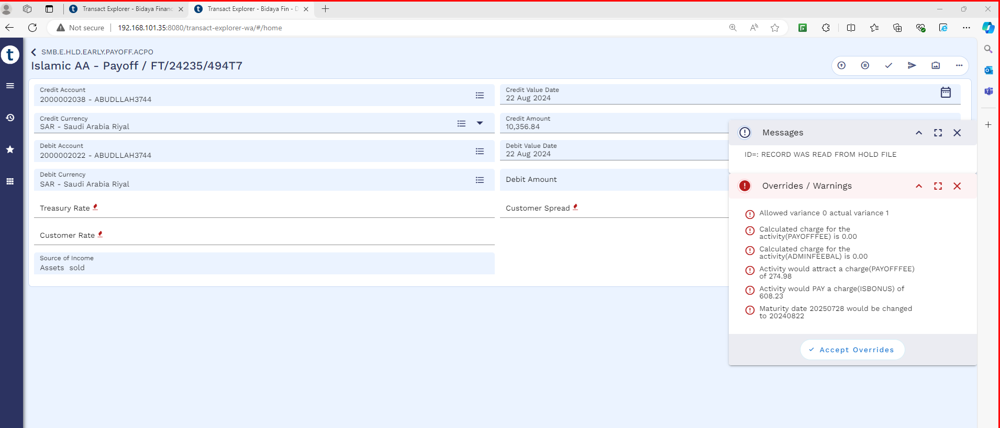 Transact Explorer - Bidaya Financ
Transact Explorer - Bidaya Fin - D
Not secure
192.168.101.35:8080/transact-explorer-wa/#/home
t
SMB.E.HLD.EARLY.PAYOFF.ACPO
Islamic AA - Payoff / FT/24235/494T7
Credit Account
2000002038 - ABUDLLAH3744
Credit Value Date
22 Aug 2024
Credit Currency
SAR - Saudi Arabia Riyal
Credit Amount
10,356.84
Debit Account
2000002022 - ABUDLLAH3744
Debit Value Date
22 Aug 2024
Debit Currency
SAR - Saudi Arabia Riyal
Debit Amount
Treasury Rate
Customer Spread
Customer Rate
Source of Income
Assets sold
Messages
ID=: RECORD WAS READ FROM HOLD FILE
Overrides / Warnings
Allowed variance 0 actual variance 1
Calculated charge for the
activity(PAYOFFFEE) is 0.00
Calculated charge for the
activity(ADMINFEEBAL) is 0.00
Activity would attract a charge(PAYOFFFEE)
of 274.98
Activity would PAY a charge(ISBONUS) of
608.23
Maturity date 20250728 would be changed
to 20240822
Accept Overrides